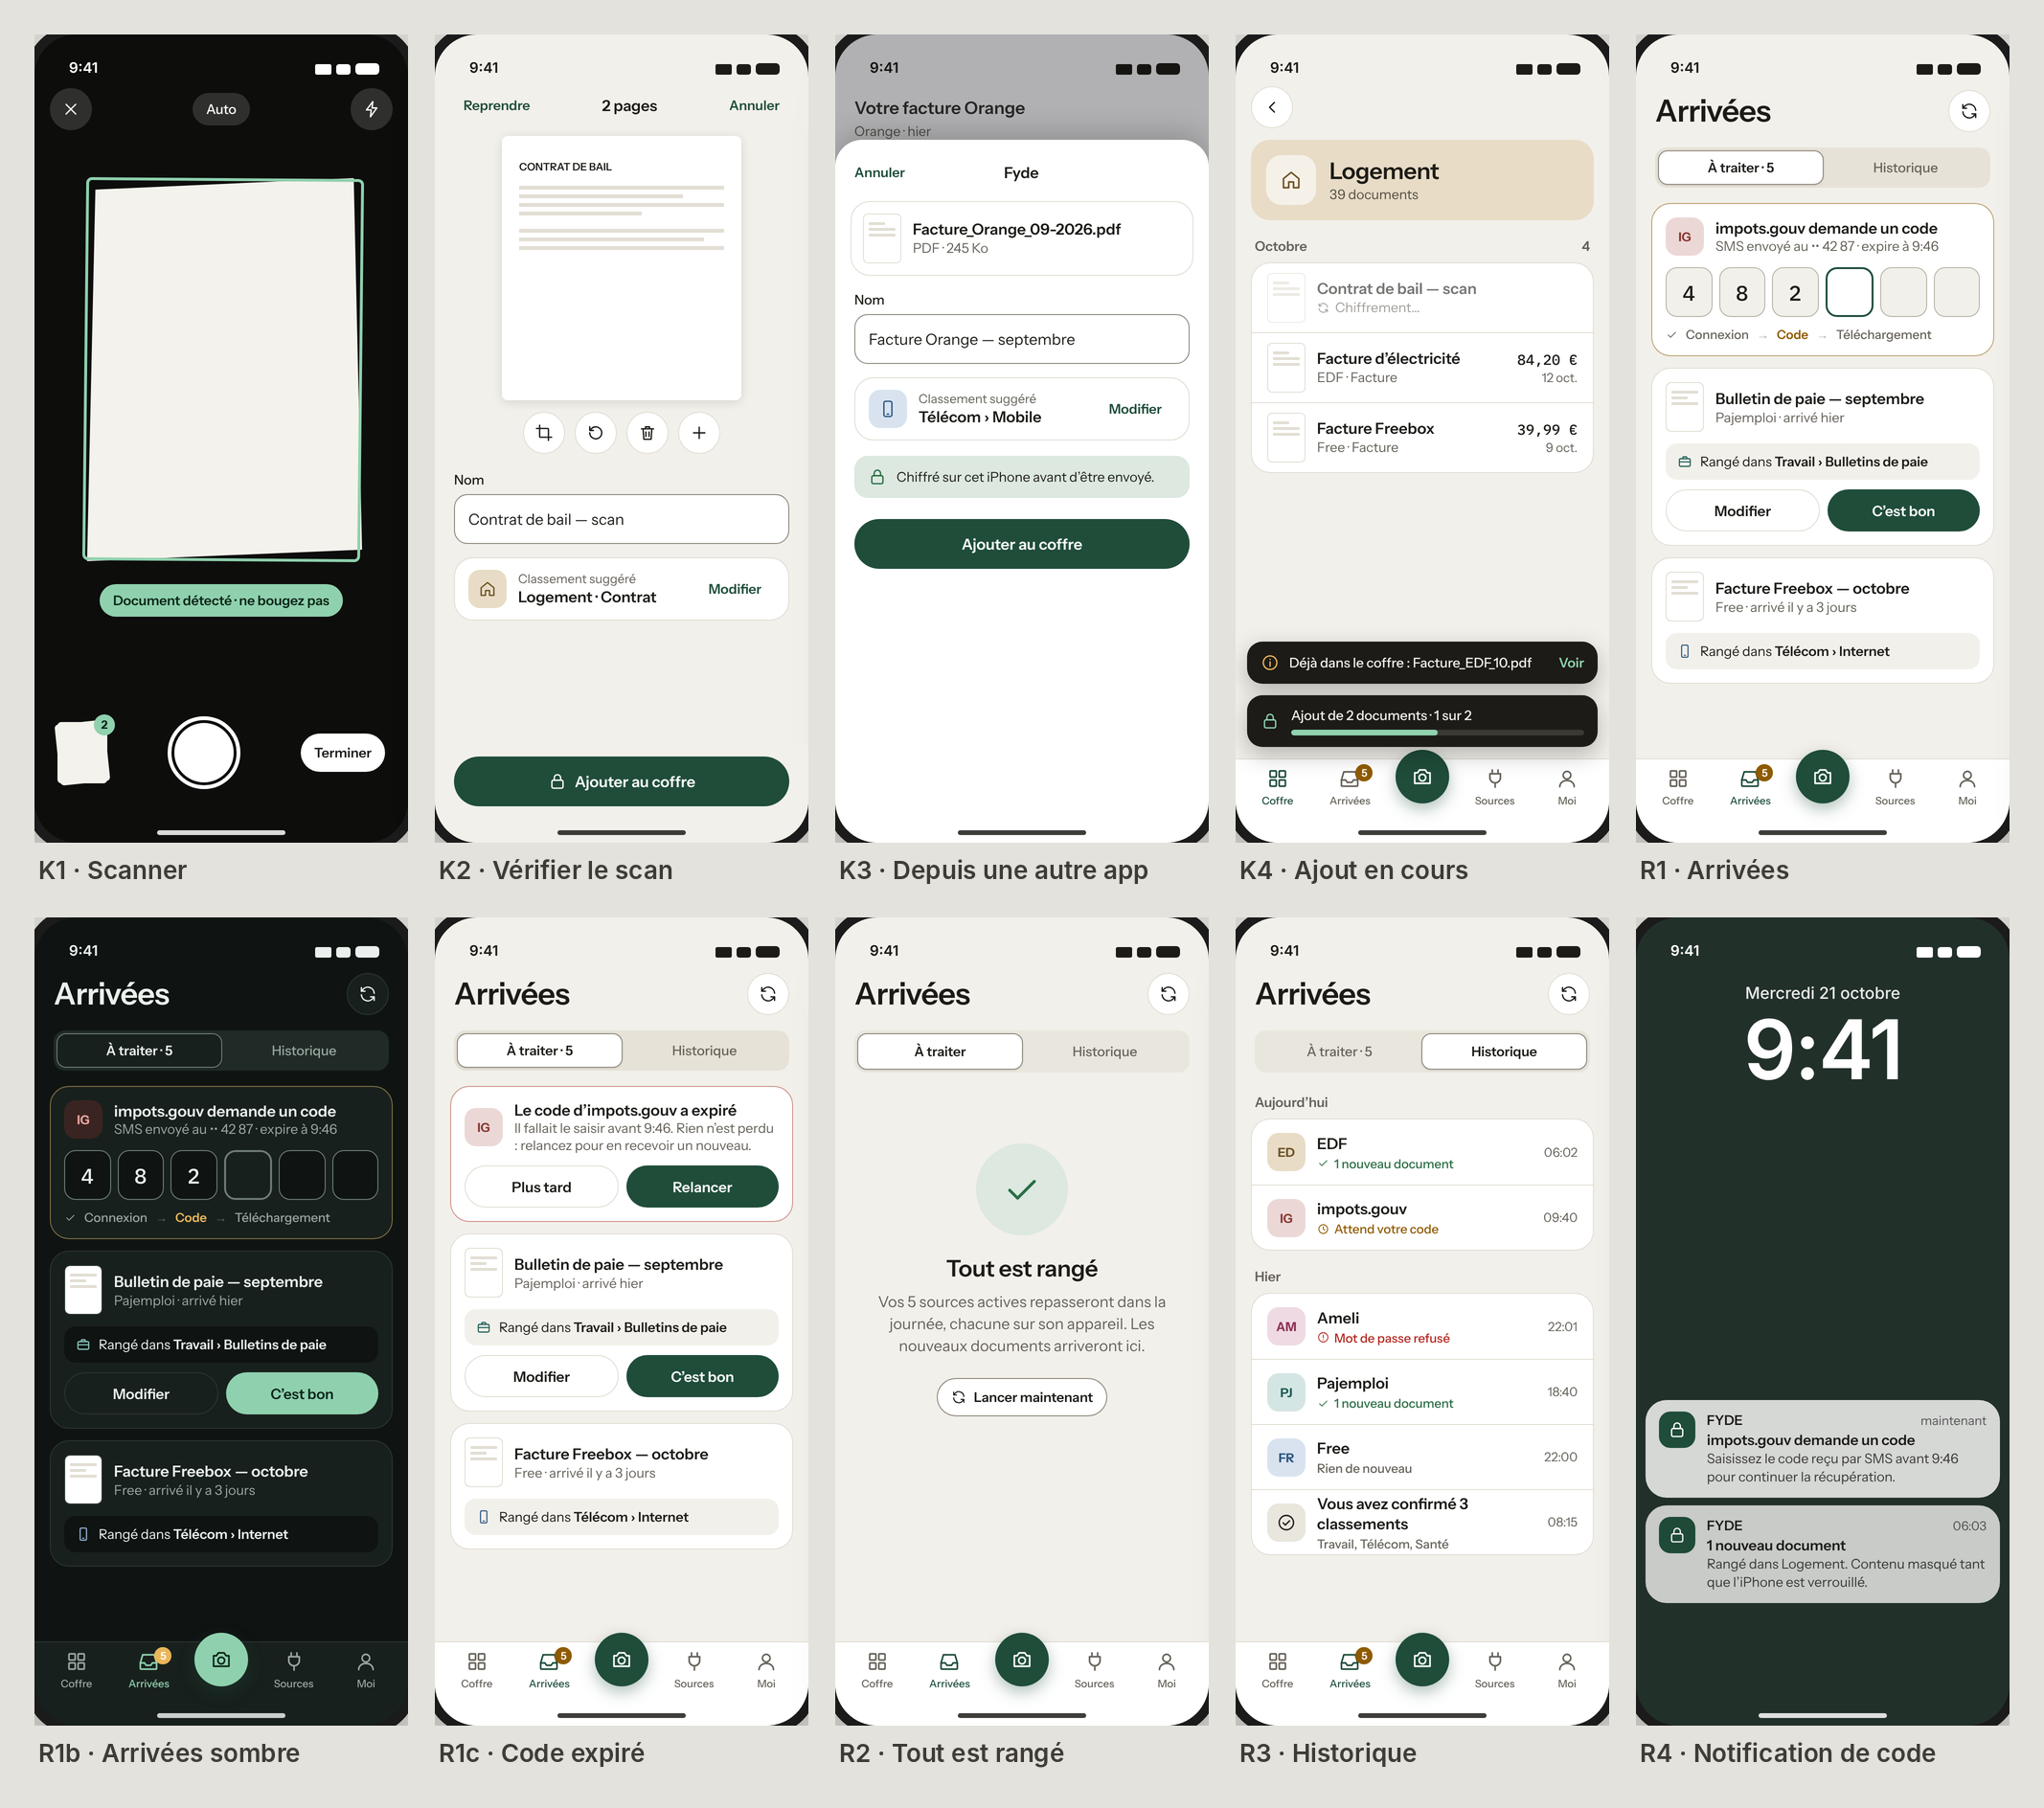 9:41
Auto
Document détecté · ne bougez pas
2
Terminer
K1 · Scanner
9:41
Reprendre
2 pages
Annuler
CONTRAT DE BAIL
Nom
Contrat de bail — scan
Classement suggéré
Logement · Contrat
Modifier
Ajouter au coffre
K2 · Vérifier le scan
9:41
Votre facture Orange
Orange · hier
Annuler
Fyde
Facture_Orange_09-2026.pdf
PDF · 245 Ko
Nom
Facture Orange — septembre
Classement suggéré
Télécom › Mobile
Modifier
Chiffré sur cet iPhone avant d’être envoyé.
Ajouter au coffre
K3 · Depuis une autre app
9:41
Logement
39 documents
Octobre
4
Contrat de bail — scan
Chiffrement…
Facture d’électricité
84,20 €
EDF · Facture
12 oct.
Facture Freebox
39,99 €
Free · Facture
9 oct.
Déjà dans le coffre : Facture_EDF_10.pdf
Voir
Ajout de 2 documents · 1 sur 2
Coffre
5
Arrivées
Sources
Moi
K4 · Ajout en cours
9:41
Arrivées
À traiter · 5
Historique
IG
impots.gouv demande un code
SMS envoyé au •• 42 87 · expire à 9:46
4 8 2
Connexion → Code → Téléchargement
Bulletin de paie — septembre
Pajemploi · arrivé hier
Rangé dans Travail › Bulletins de paie
Modifier
C’est bon
Facture Freebox — octobre
Free · arrivé il y a 3 jours
Rangé dans Télécom › Internet
Coffre
5
Arrivées
Sources
Moi
R1 · Arrivées
9:41
Arrivées
À traiter · 5
Historique
IG
impots.gouv demande un code
SMS envoyé au •• 42 87 · expire à 9:46
4 8 2
Connexion → Code → Téléchargement
Bulletin de paie — septembre
Pajemploi · arrivé hier
Rangé dans Travail › Bulletins de paie
Modifier
C’est bon
Facture Freebox — octobre
Free · arrivé il y a 3 jours
Rangé dans Télécom › Internet
Coffre
5
Arrivées
Sources
Moi
R1b · Arrivées sombre
9:41
Arrivées
À traiter · 5
Historique
IG
Le code d’impots.gouv a expiré
Il fallait le saisir avant 9:46. Rien n’est perdu
: relancez pour en recevoir un nouveau.
Plus tard
Relancer
Bulletin de paie — septembre
Pajemploi · arrivé hier
Rangé dans Travail › Bulletins de paie
Modifier
C’est bon
Facture Freebox — octobre
Free · arrivé il y a 3 jours
Rangé dans Télécom › Internet
Coffre
5
Arrivées
Sources
Moi
R1c · Code expiré
9:41
Arrivées
À traiter
Historique
Tout est rangé
Vos 5 sources actives repasseront dans la
journée, chacune sur son appareil. Les
nouveaux documents arriveront ici.
Lancer maintenant
Coffre
Arrivées
Sources
Moi
R2 · Tout est rangé
9:41
Arrivées
À traiter · 5
Historique
Aujourd’hui
ED
EDF
1 nouveau document
06:02
IG
impots.gouv
Attend votre code
09:40
Hier
AM
Ameli
Mot de passe refusé
22:01
PJ
Pajemploi
1 nouveau document
18:40
FR
Free
Rien de nouveau
22:00
Vous avez confirmé 3
classements
Travail, Télécom, Santé
08:15
Coffre
5
Arrivées
Sources
Moi
R3 · Historique
9:41
Mercredi 21 octobre
9:41
FYDE
maintenant
impots.gouv demande un code
Saisissez le code reçu par SMS avant 9:46
pour continuer la récupération.
FYDE
06:03
1 nouveau document
Rangé dans Logement. Contenu masqué tant
que l’iPhone est verrouillé.
R4 · Notification de code